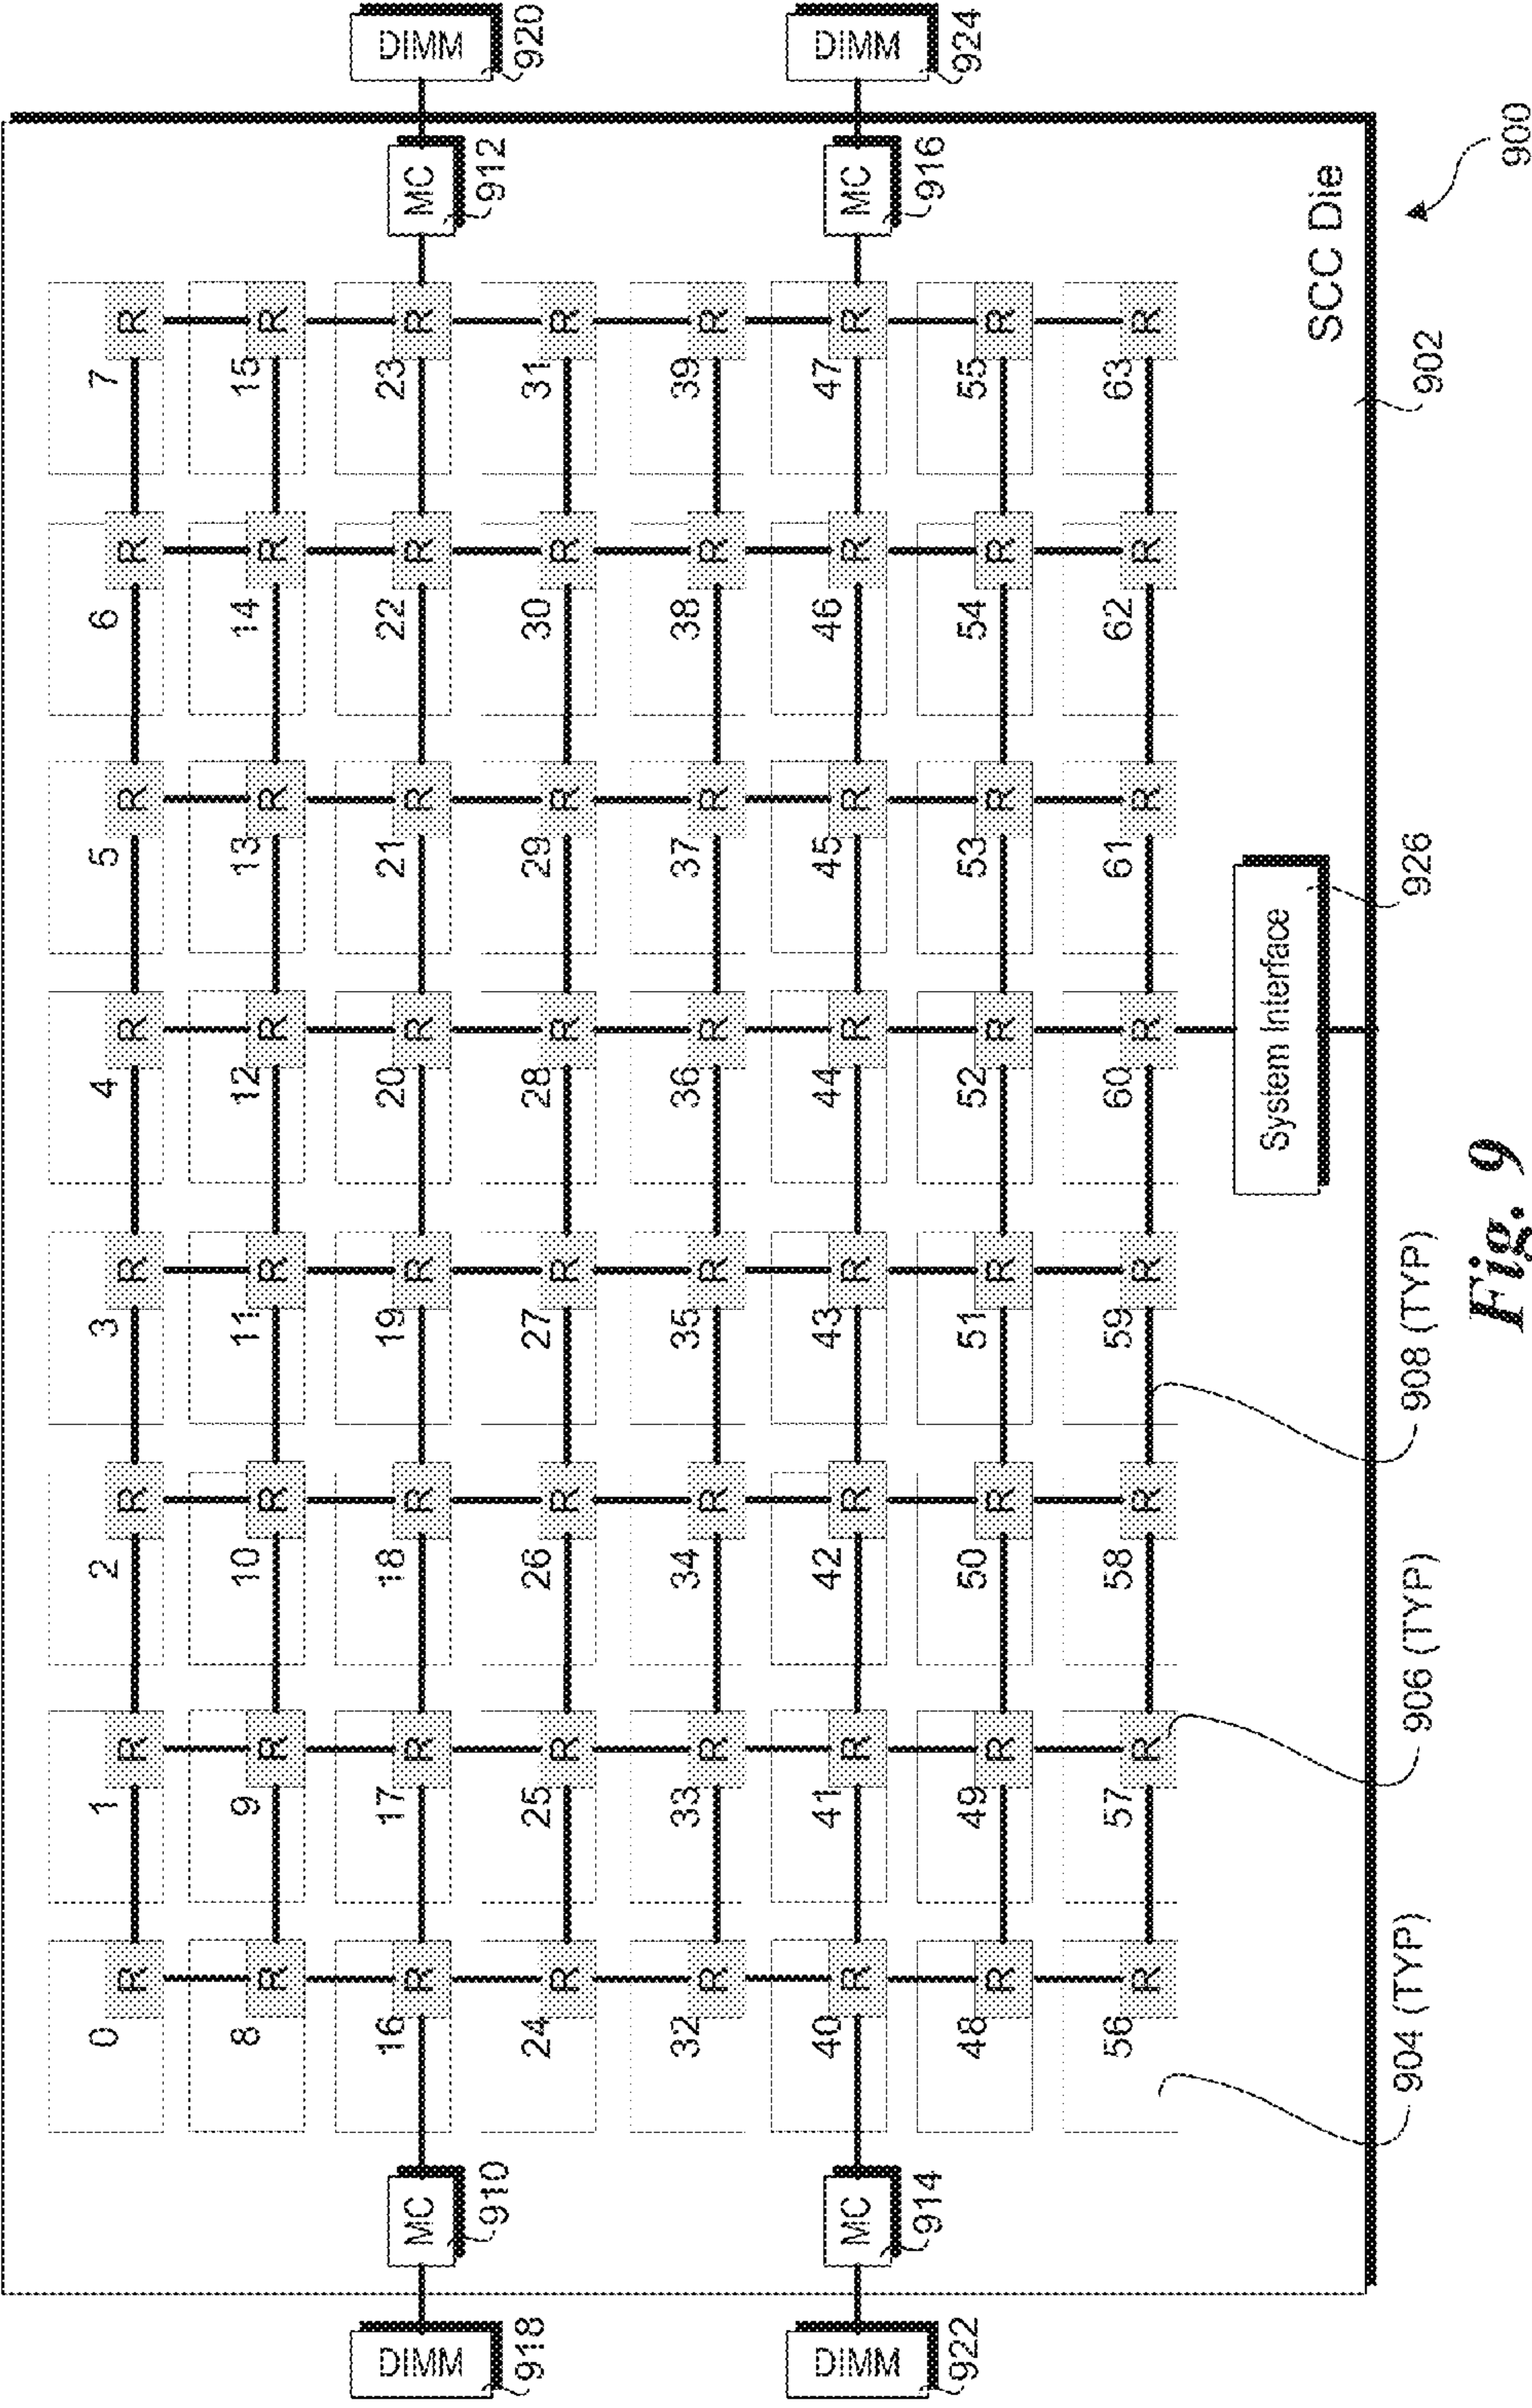 0 1 2 3 4 5 6 7
R R R R R R R R
8 9 10 11 12 13 14 15
R R R R R R R R
16 17 18 19 20 21 22 23
DIMM MC R R R R R R R R MC DIMM
918 910 912 920
24 25 26 27 28 29 30 31
R R R R R R R R
32 33 34 35 36 37 38 39
R R R R R R R R
40 41 42 43 44 45 46 47
DIMM MC R R R R R R R R MC DIMM
922 914 916 924
48 49 50 51 52 53 54 55
R R R R R R R R
56 57 58 59 60 61 62 63
R R R R R R R R
System Interface
SCC Die
904 (TYP) 906 (TYP) 908 (TYP) 926 902
Fig. 9
900